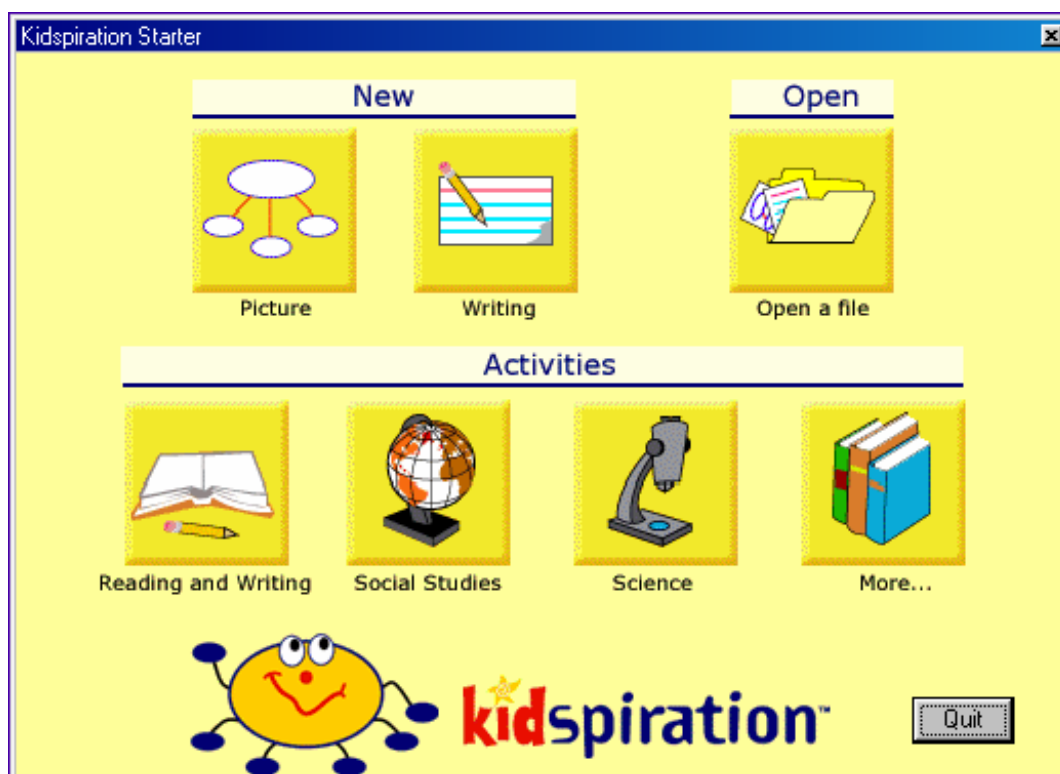 Kidspiration Starter
New
Open
Picture
Writing
Open a file
Activities
Reading and Writing
Social Studies
Science
More...
kidspiration™
Quit